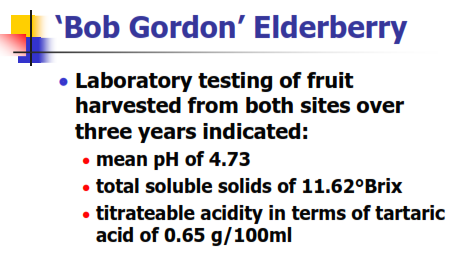 ‘Bob Gordon’ Elderberry
• Laboratory testing of fruit
harvested from both sites over
three years indicated:
• mean pH of 4.73
• total soluble solids of 11.62°Brix
• titrateable acidity in terms of tartaric
acid of 0.65 g/100ml